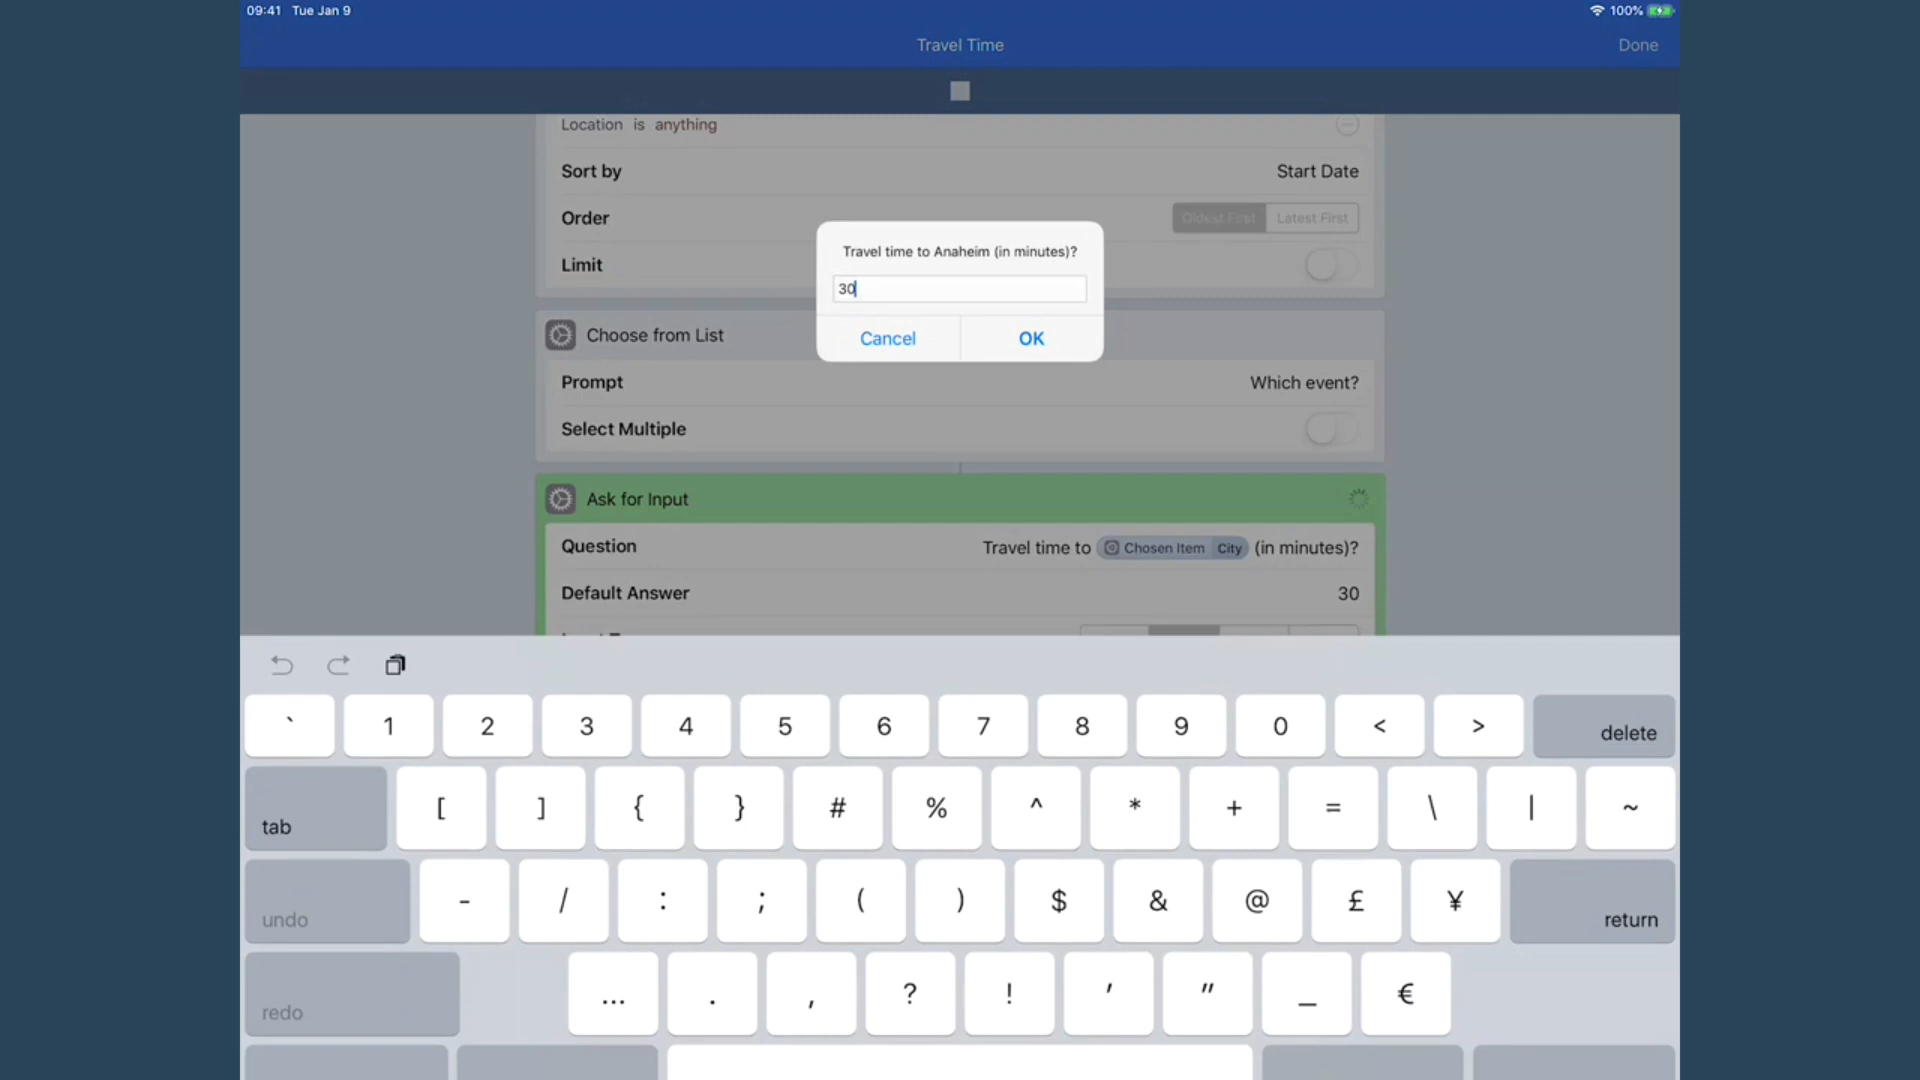 09:41 Tue Jan 9
100%
Travel Time
Done
Location is anything
Sort by
Start Date
Order
Oldest First
Latest First
Limit
Travel time to Anaheim (in minutes)?
30
Cancel
OK
Choose from List
Prompt
Which event?
Select Multiple
Ask for Input
Question
Travel time to Chosen Item City (in minutes)?
Default Answer
30
` 1 2 3 4 5 6 7 8 9 0 < > delete
tab [ ] { } # % ^ * + = \ | ~
undo - / : ; ( ) $ & @ £ ¥ return
redo ... . , ? ! ' " _ €